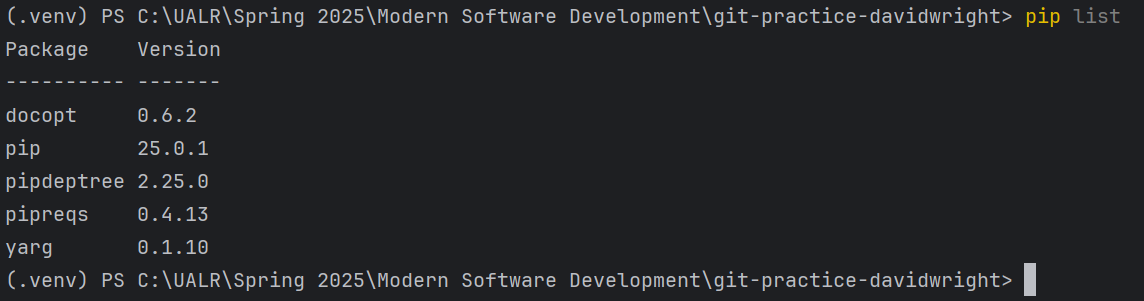 (.venv) PS C:\UALR\Spring 2025\Modern Software Development\git-practice-davidwright> pip list
Package    Version
---------- -------
docopt     0.6.2
pip        25.0.1
pipdeptree 2.25.0
pipreqs    0.4.13
yarg       0.1.10
(.venv) PS C:\UALR\Spring 2025\Modern Software Development\git-practice-davidwright>